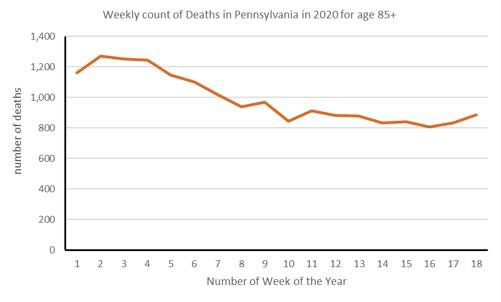 Weekly count of Deaths in Pennsylvania in 2020 for age 85+
1,400
1,200
1,000
800
600
400
200
0
number of deaths
1 2 3 4 5 6 7 8 9 10 11 12 13 14 15 16 17 18
Number of Week of the Year